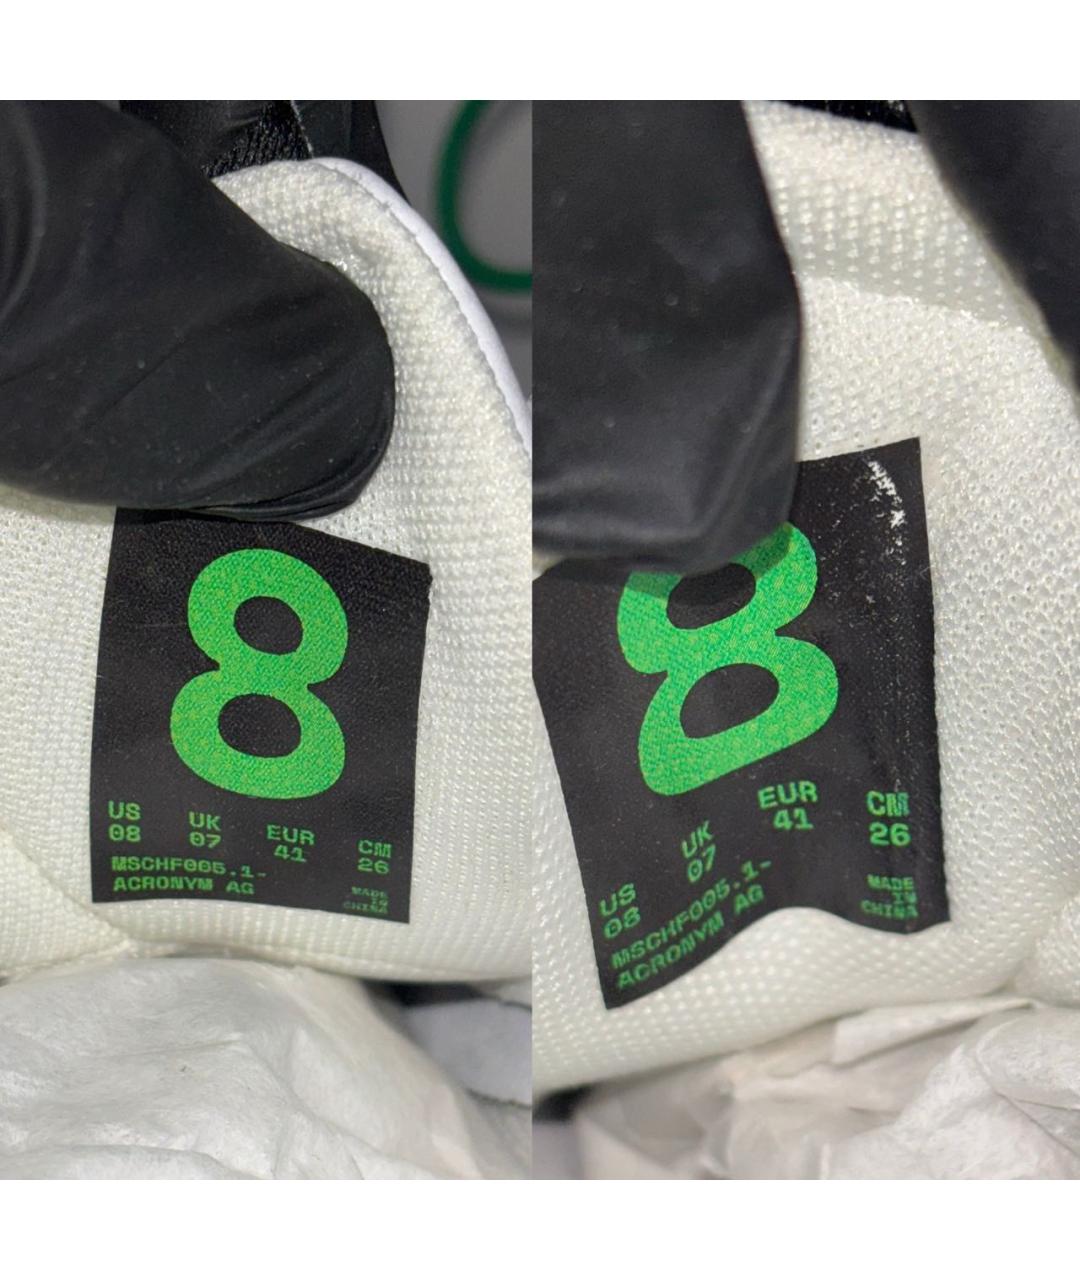 8
US UK EUR CM
08 07 41 26
MSCHF005.1-
ACRONYM AG
MADE
IN
CHINA
8
US UK EUR CM
08 07 41 26
MSCHF005.1-
ACRONYM AG
MADE
IN
CHINA